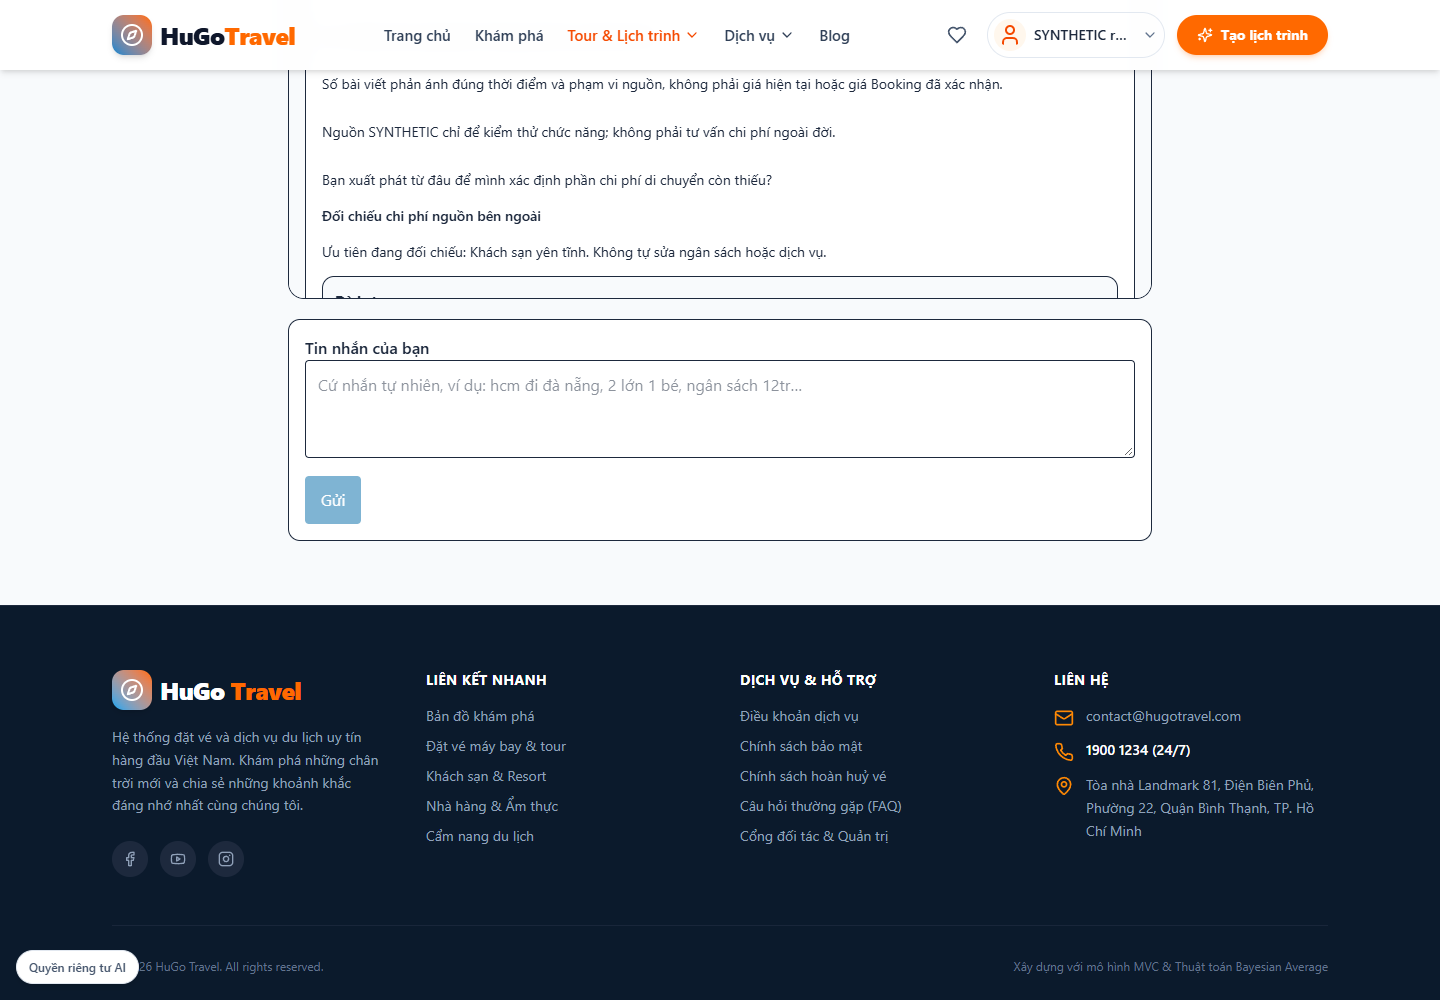 HuGoTravel
Trang chủ
Khám phá
Tour & Lịch trình
Dịch vụ
Blog
SYNTHETIC r...
Tạo lịch trình
Số bài viết phản ánh đúng thời điểm và phạm vi nguồn, không phải giá hiện tại hoặc giá Booking đã xác nhận.
Nguồn SYNTHETIC chỉ để kiểm thử chức năng; không phải tư vấn chi phí ngoài đời.
Bạn xuất phát từ đâu để mình xác định phần chi phí di chuyển còn thiếu?
Đối chiếu chi phí nguồn bên ngoài
Ưu tiên đang đối chiếu: Khách sạn yên tĩnh. Không tự sửa ngân sách hoặc dịch vụ.
Tin nhắn của bạn
Cứ nhắn tự nhiên, ví dụ: hcm đi đà nẵng, 2 lớn 1 bé, ngân sách 12tr...
Gửi
HuGo Travel
Hệ thống đặt vé và dịch vụ du lịch uy tín
hàng đầu Việt Nam. Khám phá những chân
trời mới và chia sẻ những khoảnh khắc
đáng nhớ nhất cùng chúng tôi.
LIÊN KẾT NHANH
Bản đồ khám phá
Đặt vé máy bay & tour
Khách sạn & Resort
Nhà hàng & Ẩm thực
Cẩm nang du lịch
DỊCH VỤ & HỖ TRỢ
Điều khoản dịch vụ
Chính sách bảo mật
Chính sách hoàn huỷ vé
Câu hỏi thường gặp (FAQ)
Cổng đối tác & Quản trị
LIÊN HỆ
contact@hugotravel.com
1900 1234 (24/7)
Tòa nhà Landmark 81, Điện Biên Phủ,
Phường 22, Quận Bình Thạnh, TP. Hồ
Chí Minh
Quyền riêng tư AI
26 HuGo Travel. All rights reserved.
Xây dựng với mô hình MVC & Thuật toán Bayesian Average